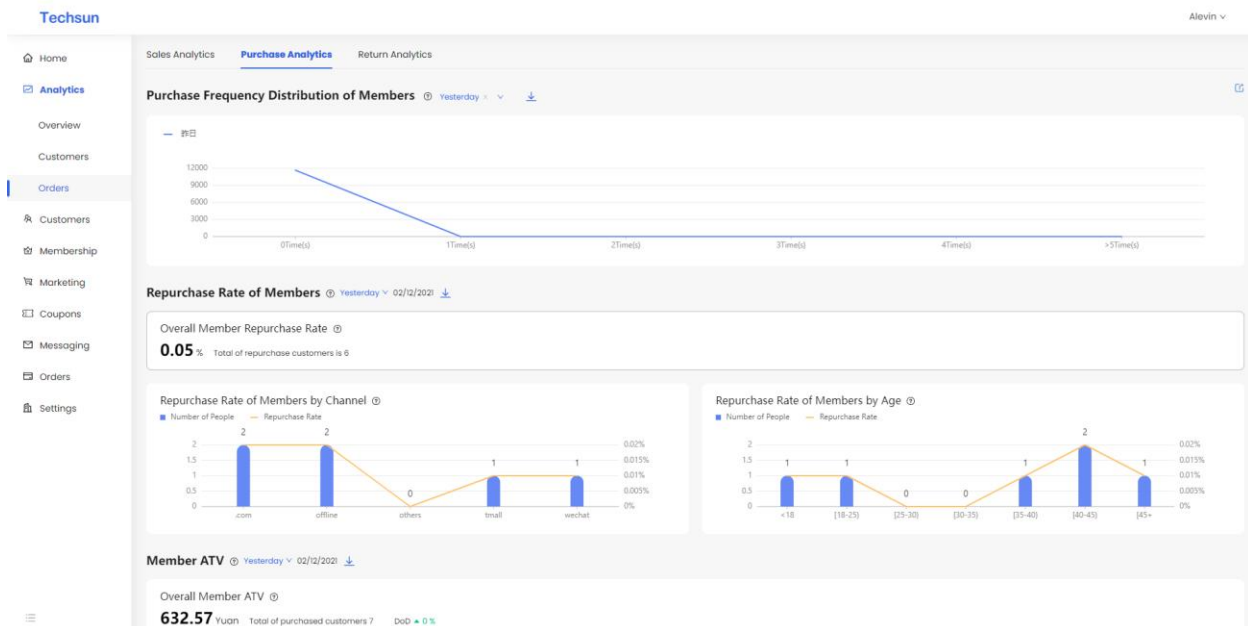 Techsun
Alevin
Home
Analytics
Overview
Customers
Orders
Customers
Membership
Marketing
Coupons
Messaging
Orders
Settings
Sales Analytics Purchase Analytics Return Analytics
Purchase Frequency Distribution of Members Yesterday
昨日
12000
9000
6000
3000
0
0Time(s) 1Time(s) 2Time(s) 3Time(s) 4Time(s) >5Time(s)
Repurchase Rate of Members Yesterday 02/12/2021
Overall Member Repurchase Rate
0.05 % Total of repurchase customers is 6
Repurchase Rate of Members by Channel
Number of People Repurchase Rate
2 2 0 1 1
2 0.02%
1.5 0.015%
1 0.01%
0.5 0.005%
0 0%
.com offline others tmall wechat
Repurchase Rate of Members by Age
Number of People Repurchase Rate
1 1 0 0 1 2 1
2 0.02%
1.5 0.015%
1 0.01%
0.5 0.005%
0 0%
<18 [18-25) [25-30) [30-35) [35-40) [40-45) [45+
Member ATV Yesterday 02/12/2021
Overall Member ATV
632.57 Yuan Total of purchased customers 7 DoD 0 %